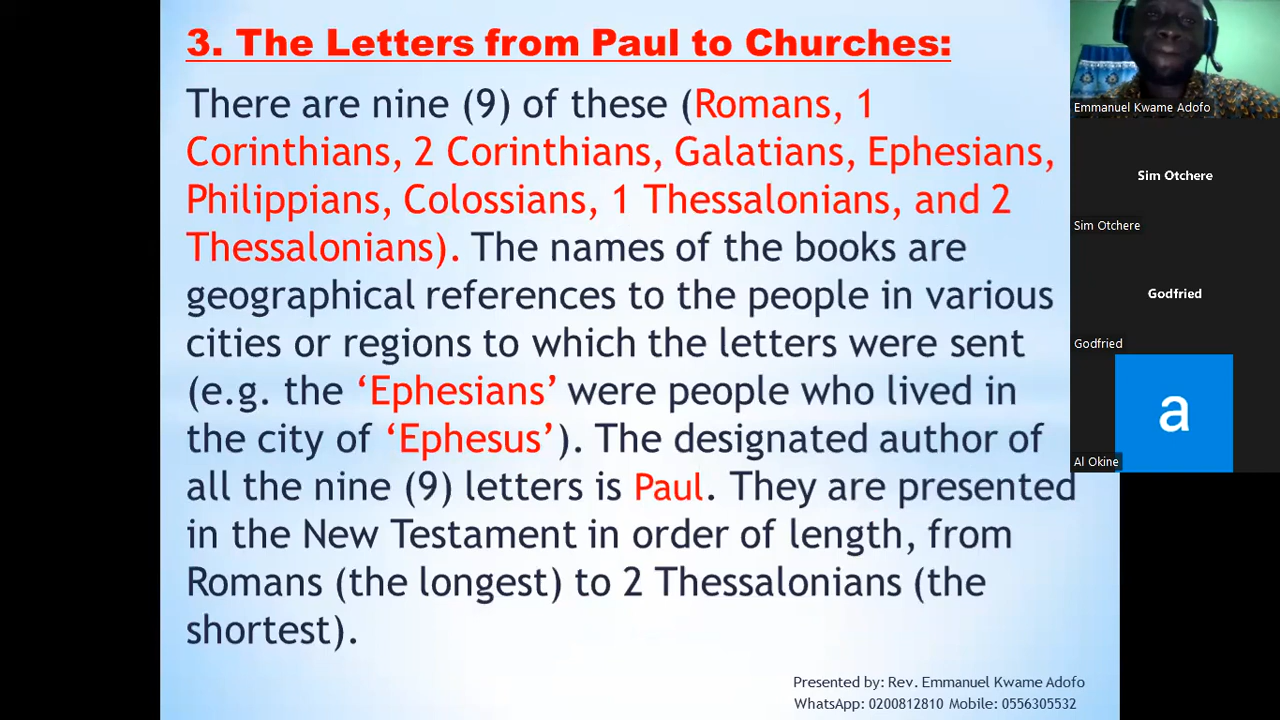 3. The Letters from Paul to Churches:
There are nine (9) of these (Romans, 1
Corinthians, 2 Corinthians, Galatians, Ephesians,
Philippians, Colossians, 1 Thessalonians, and 2
Thessalonians). The names of the books are
geographical references to the people in various
cities or regions to which the letters were sent
(e.g. the ‘Ephesians’ were people who lived in
the city of ‘Ephesus’). The designated author of
all the nine (9) letters is Paul. They are presented
in the New Testament in order of length, from
Romans (the longest) to 2 Thessalonians (the
shortest).
Presented by: Rev. Emmanuel Kwame Adofo
WhatsApp: 0200812810 Mobile: 0556305532
Emmanuel Kwame Adofo
Sim Otchere
Sim Otchere
Godfried
Godfried
a
Al Okine